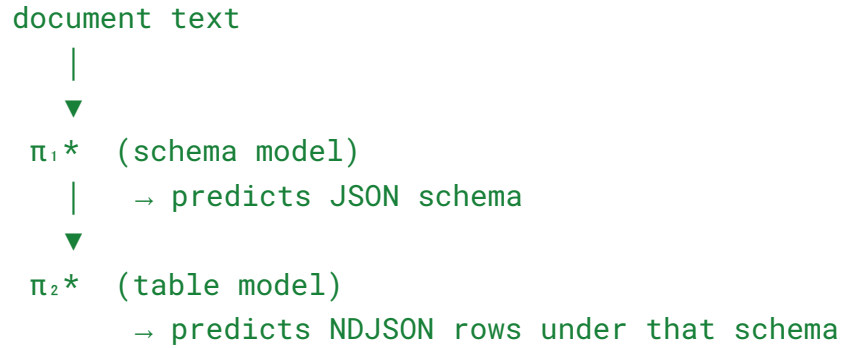 document text
│
▼
π₁* (schema model)
│ → predicts JSON schema
▼
π₂* (table model)
→ predicts NDJSON rows under that schema